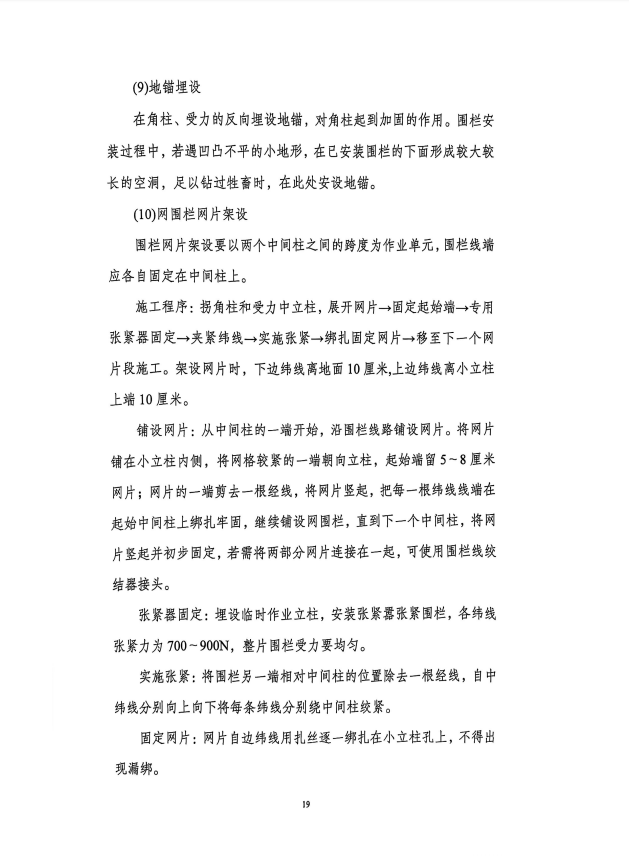 (9)地锚埋设
在角柱、受力的反向埋设地锚，对角柱起到加固的作用。围栏安
装过程中，若遇凹凸不平的小地形，在已安装围栏的下面形成较大较
长的空洞，足以钻过牲畜时，在此处安设地锚。
(10)网围栏网片架设
围栏网片架设要以两个中间柱之间的跨度为作业单元，围栏线端
应各自固定在中间柱上。
施工程序：拐角柱和受力中立柱，展开网片→固定起始端→专用
张紧器固定→夹紧纬线→实施张紧→绑扎固定网片→移至下一个网
片段施工。架设网片时，下边纬线离地面 10 厘米,上边纬线离小立柱
上端 10 厘米。
铺设网片：从中间柱的一端开始，沿围栏线路铺设网片。将网片
铺在小立柱内侧，将网格较紧的一端朝向立柱，起始端留 5～8 厘米
网片；网片的一端剪去一根经线，将网片竖起，把每一根纬线线端在
起始中间柱上绑扎牢固，继续铺设网围栏，直到下一个中间柱，将网
片竖起并初步固定，若需将两部分网片连接在一起，可使用围栏线绞
结器接头。
张紧器固定：埋设临时作业立柱，安装张紧嚣张紧围栏，各纬线
张紧力为 700～900N，整片围栏受力要均匀。
实施张紧：将围栏另一端相对中间柱的位置除去一根经线，自中
纬线分别向上向下将每条纬线分别绕中间柱绞紧。
固定网片：网片自边纬线用扎丝逐一绑扎在小立柱孔上，不得出
现漏绑。
19